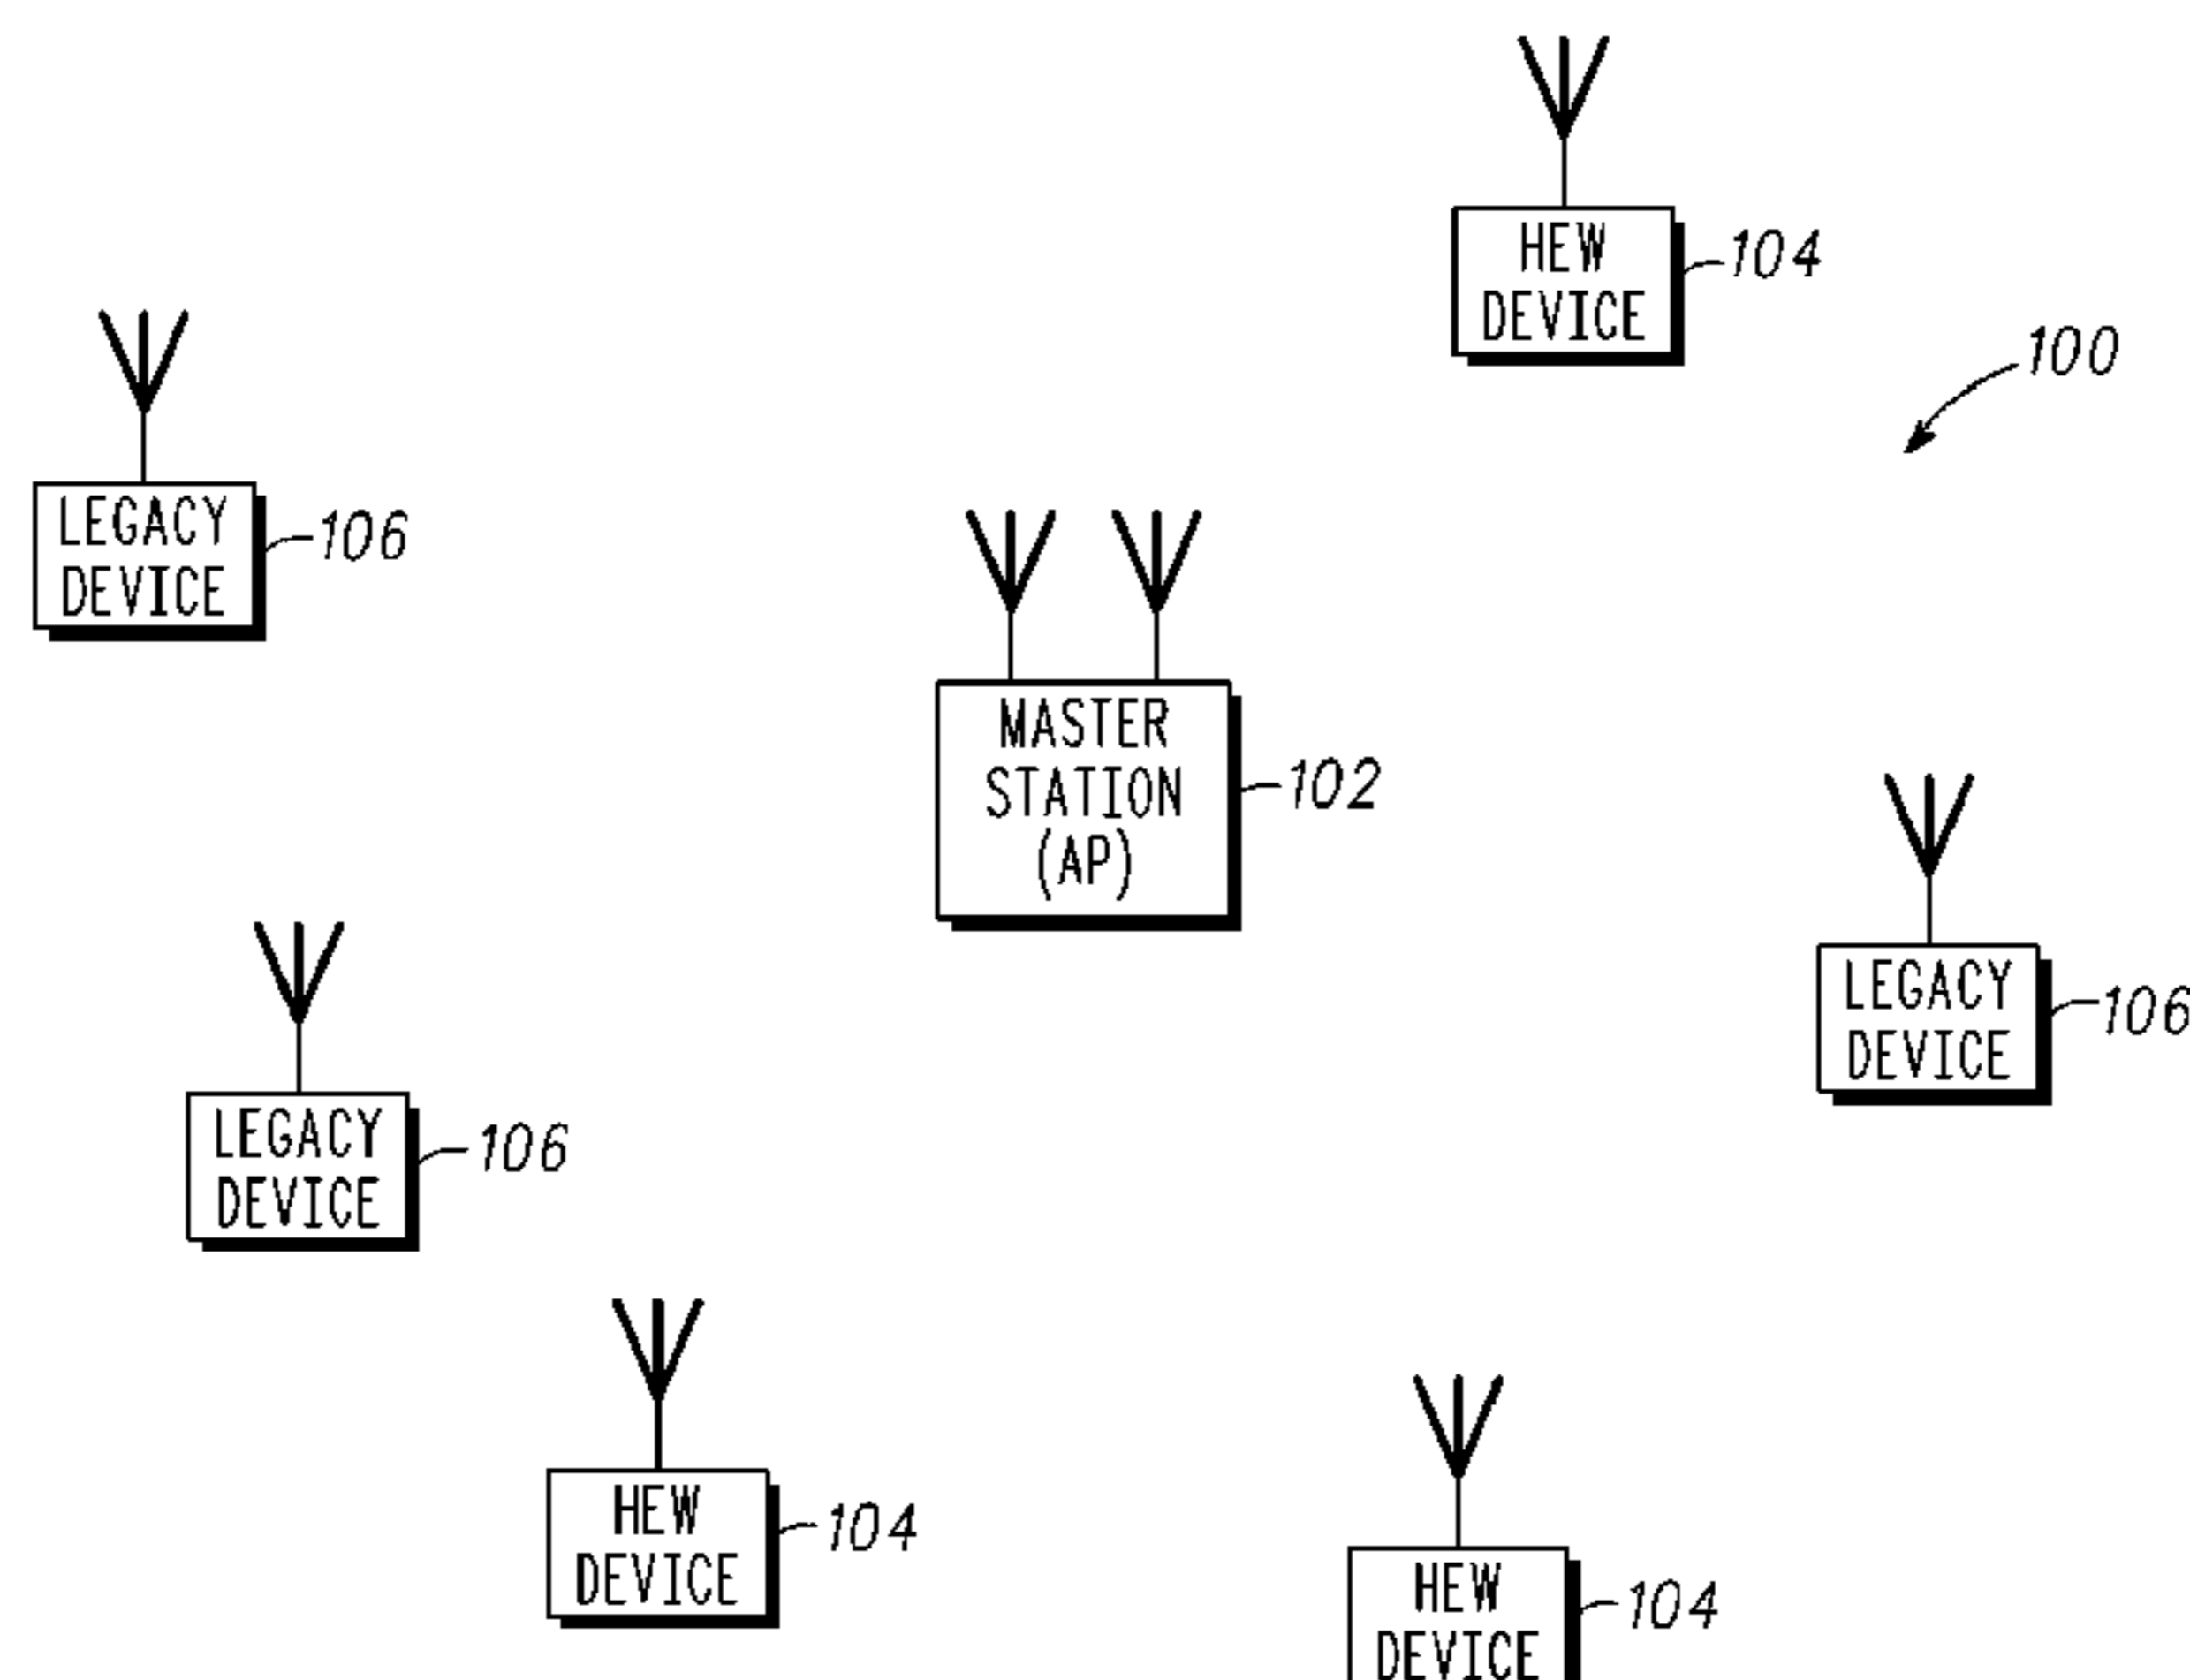 HEW
DEVICE
104
100
LEGACY
DEVICE
106
MASTER
STATION
(AP)
102
LEGACY
DEVICE
106
LEGACY
DEVICE
106
HEW
DEVICE
104
HEW
DEVICE
104